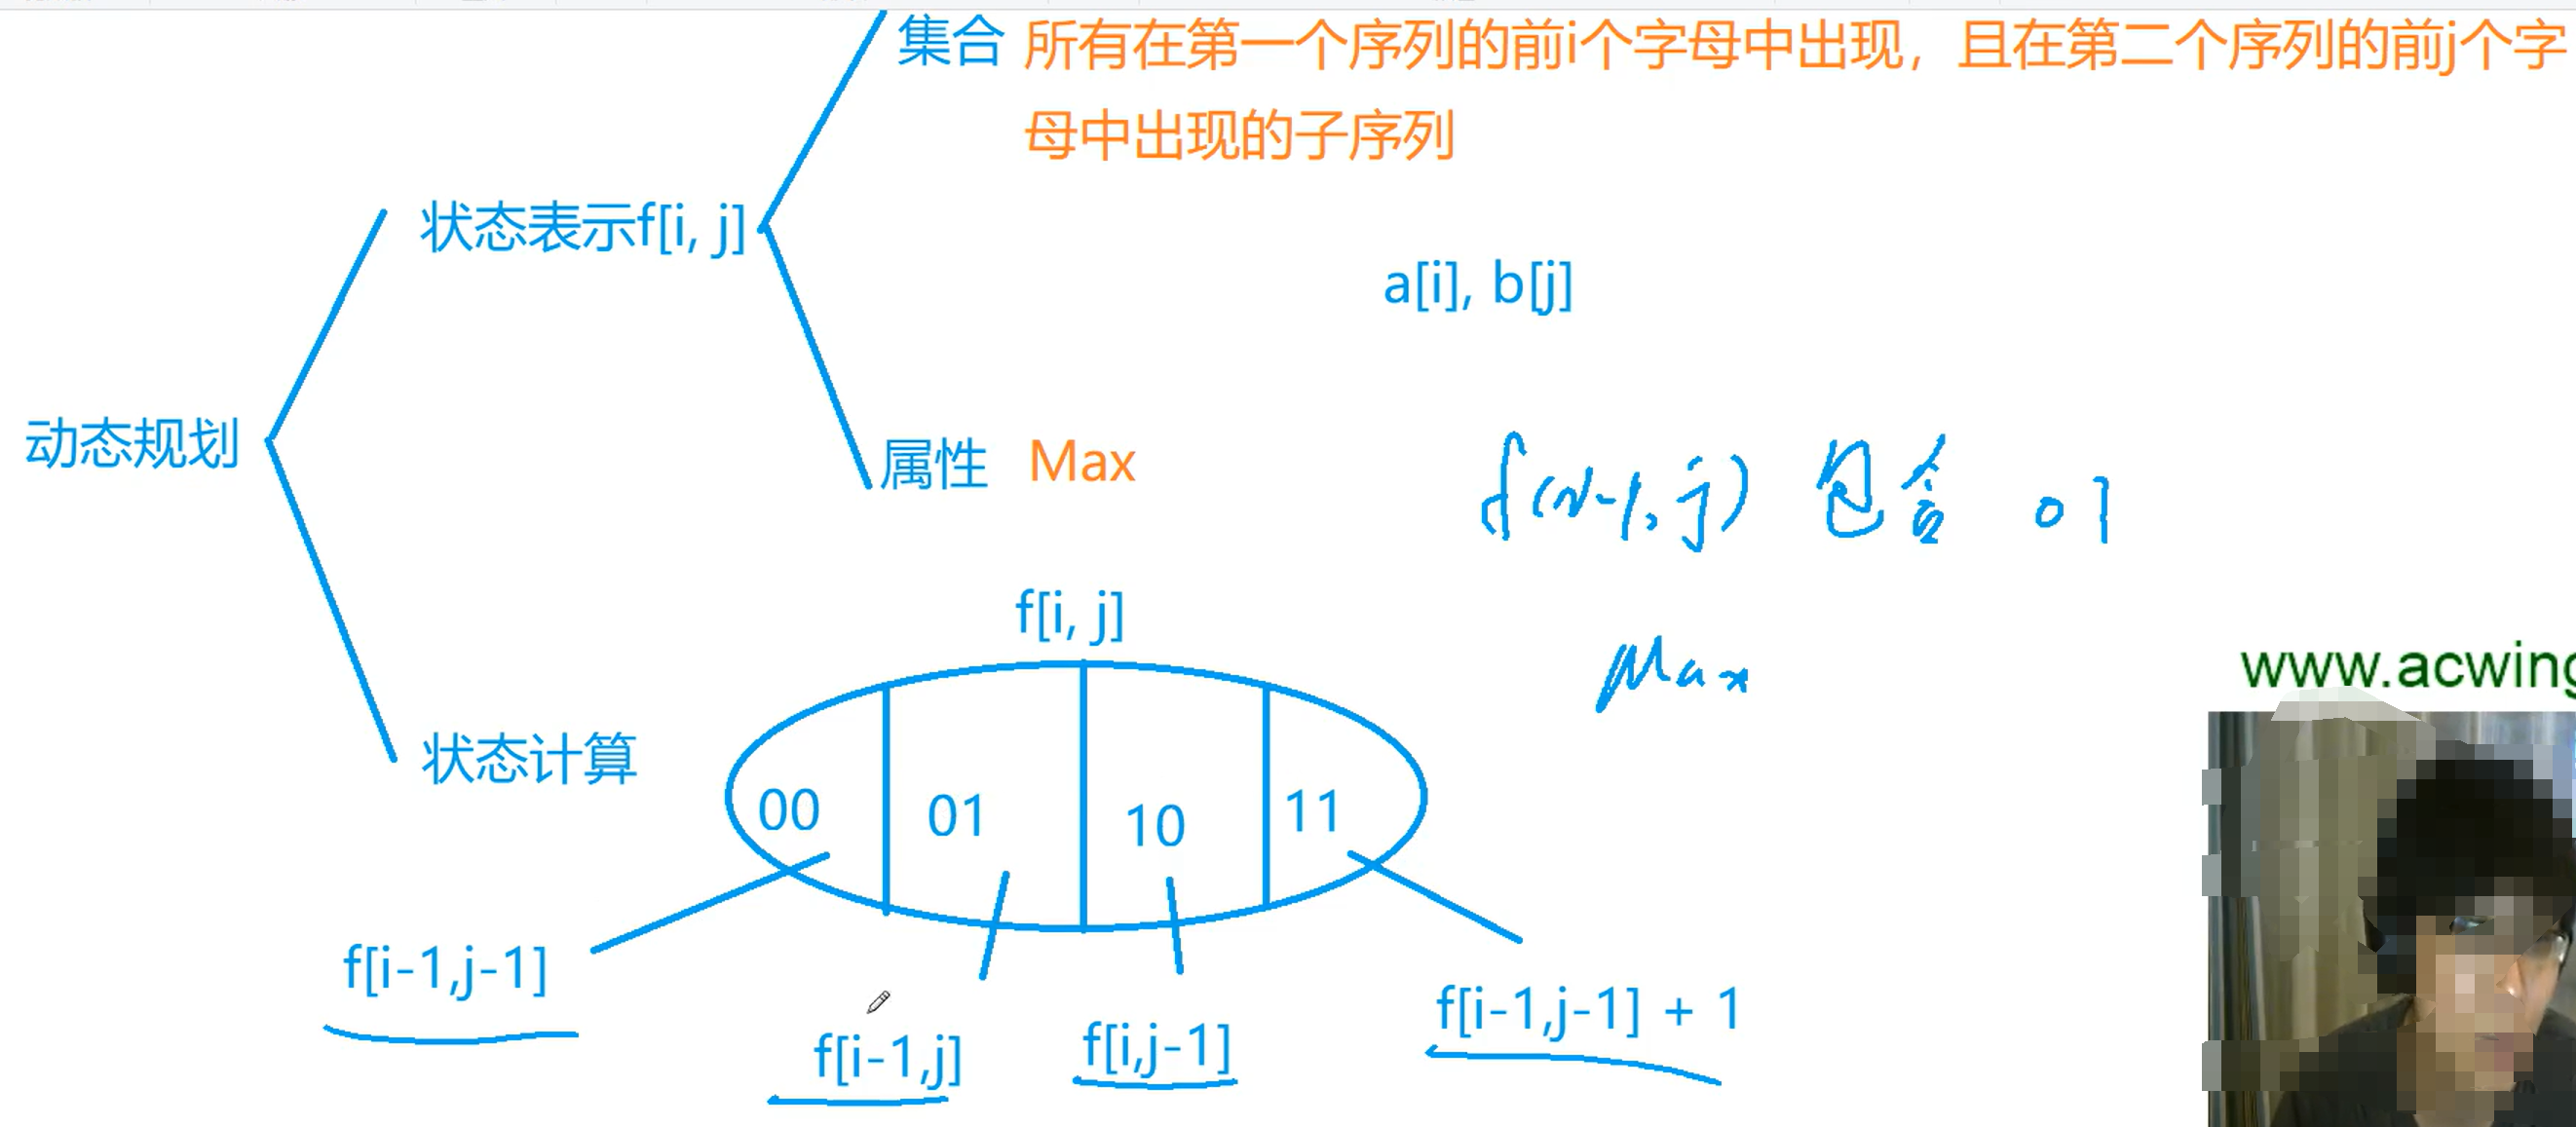 集合 所有在第一个序列的前i个字母中出现，且在第二个序列的前j个字
母中出现的子序列
状态表示f[i, j]
a[i], b[j]
动态规划
属性 Max
f(i-1, j) 包含 01
f[i, j]
Max
www.acwing
状态计算
00 01 10 11
f[i-1,j-1]
f[i-1,j]
f[i,j-1]
f[i-1,j-1] + 1